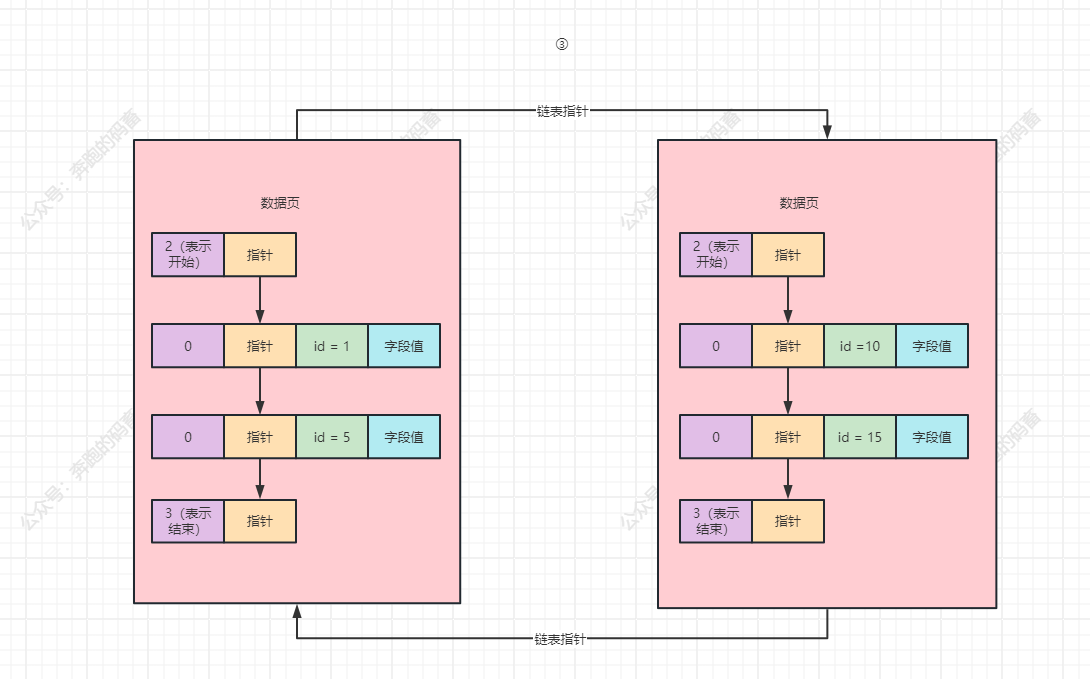 ③
链表指针
数据页
2（表示
开始）
指针
0
指针
id = 1
字段值
0
指针
id = 5
字段值
3（表示
结束）
指针
数据页
2（表示
开始）
指针
0
指针
id =10
字段值
0
指针
id = 15
字段值
3（表示
结束）
指针
链表指针
公众号：奔跑的码畜
的码畜
公众号
的码畜
公众号：奔跑的码畜
公众号
的码畜